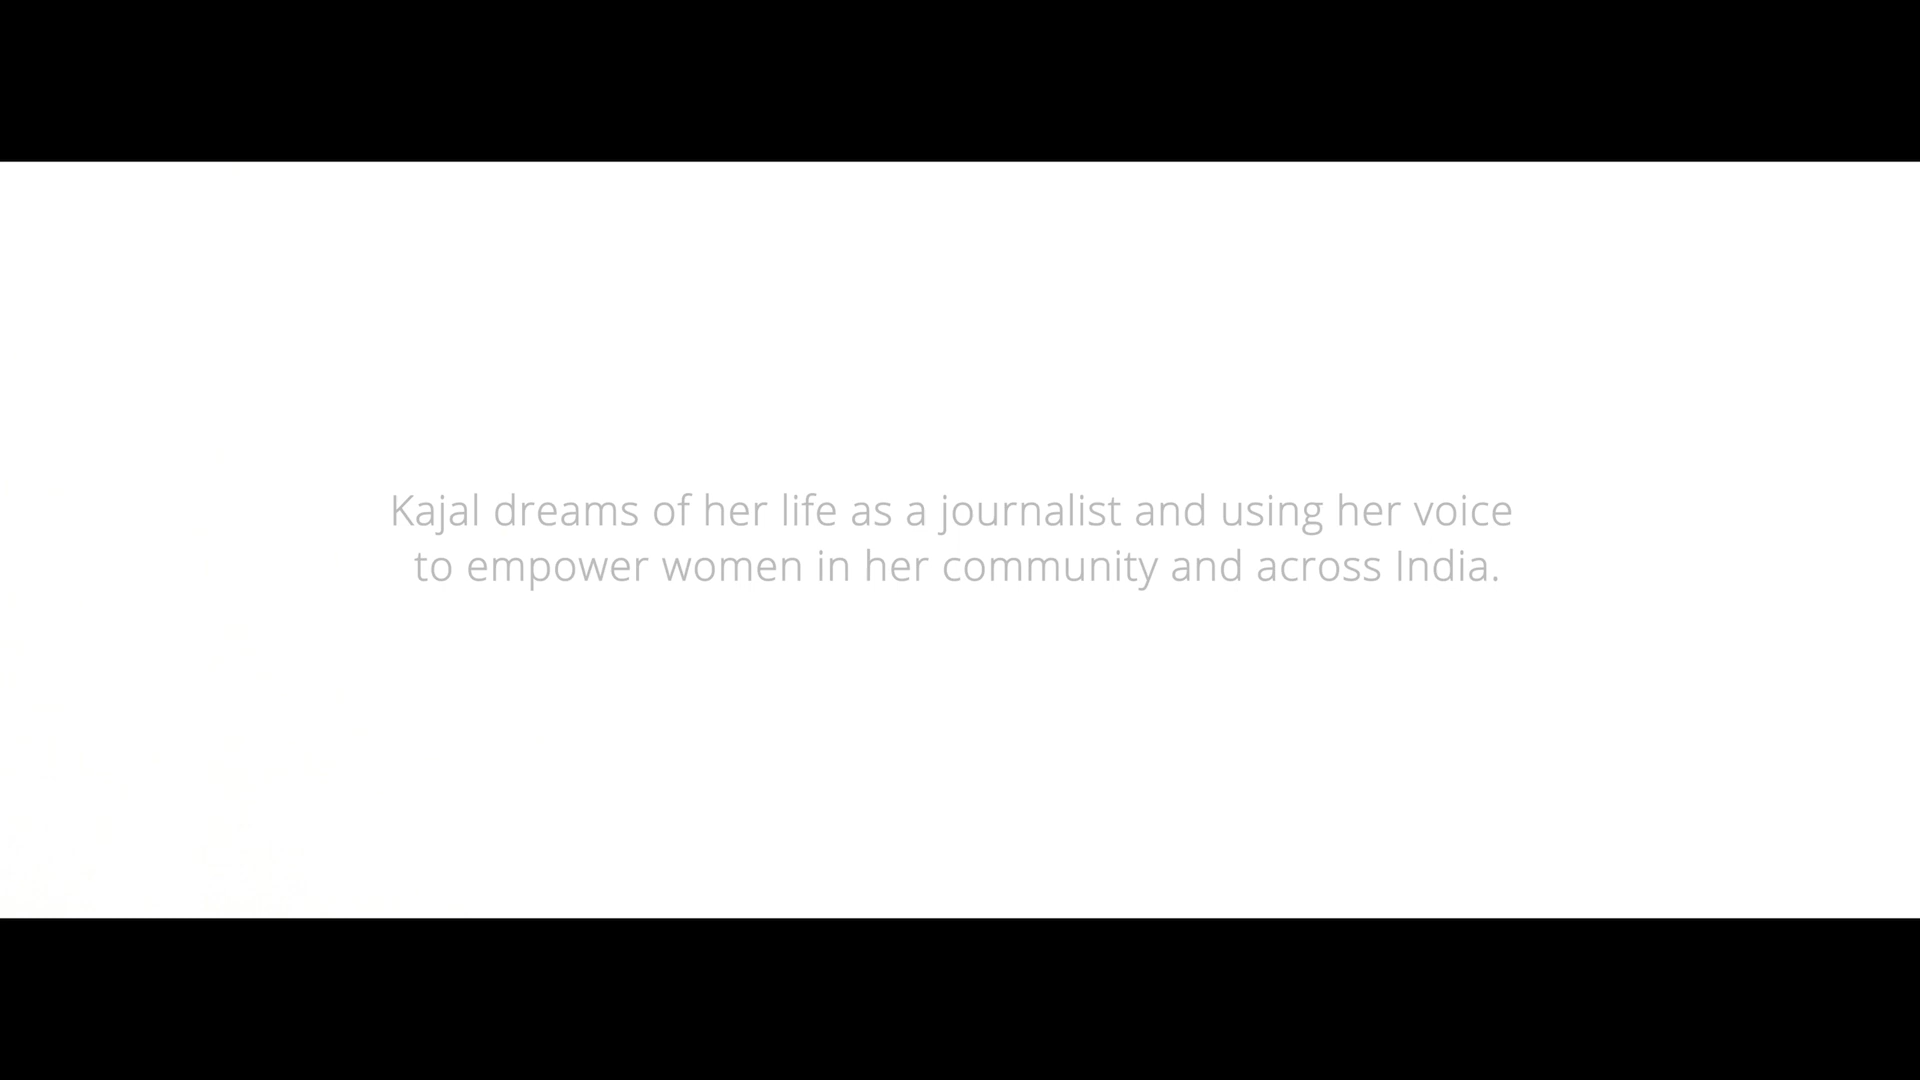 Kajal dreams of her life as a journalist and using her voice
to empower women in her community and across India.